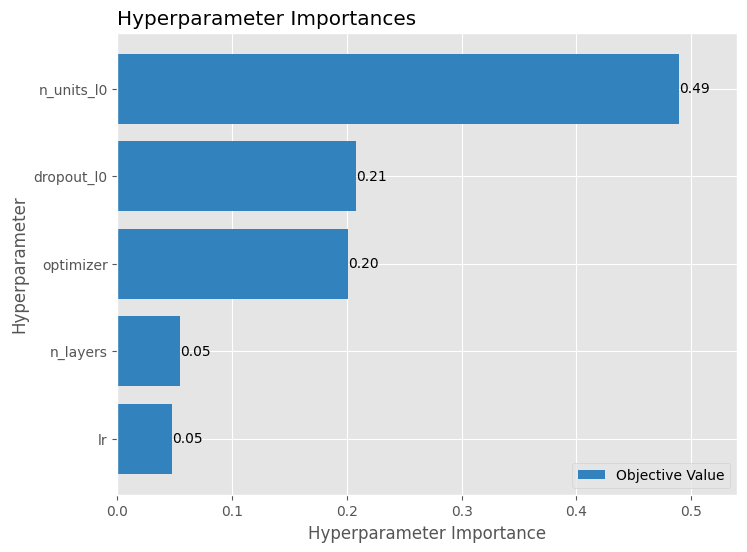 Hyperparameter Importances
Hyperparameter
n_units_l0
0.49
dropout_l0
0.21
optimizer
0.20
n_layers
0.05
lr
0.05
Objective Value
0.0 0.1 0.2 0.3 0.4 0.5
Hyperparameter Importance